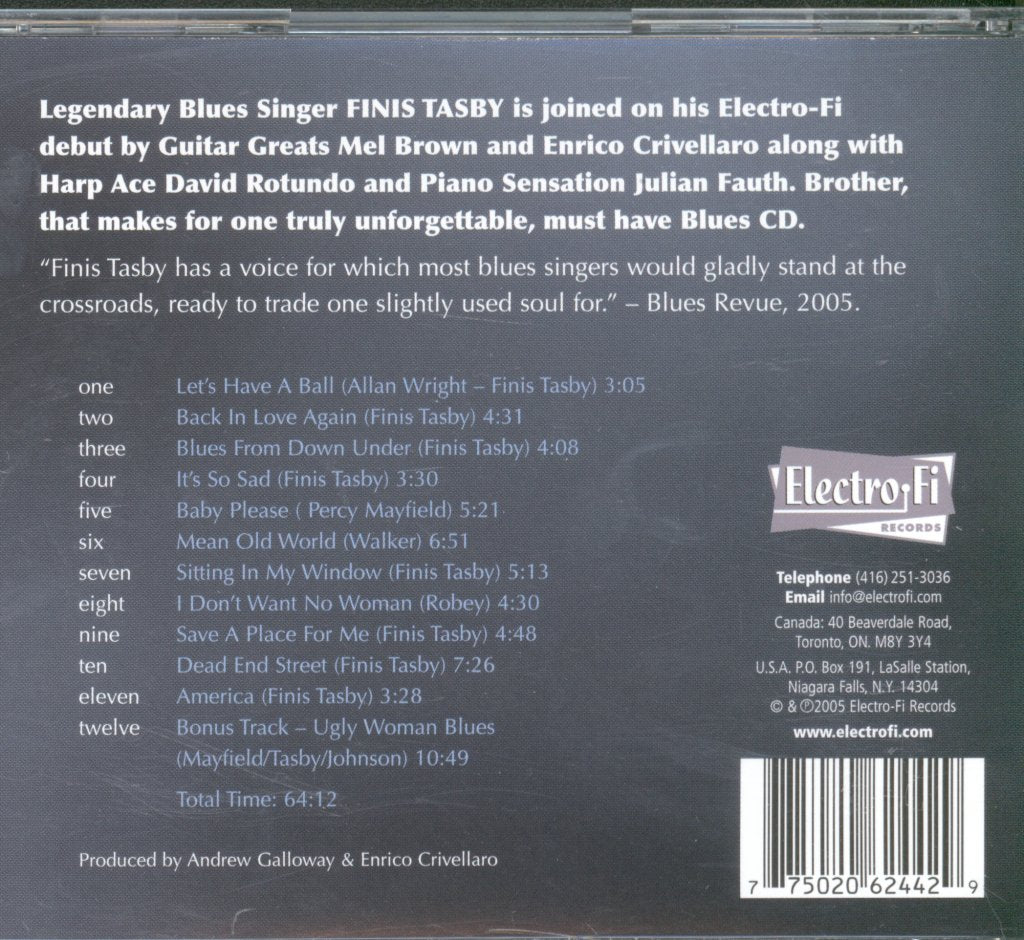 Legendary Blues Singer FINIS TASBY is joined on his Electro-Fi
debut by Guitar Greats Mel Brown and Enrico Crivellaro along with
Harp Ace David Rotundo and Piano Sensation Julian Fauth. Brother,
that makes for one truly unforgettable, must have Blues CD.
“Finis Tasby has a voice for which most blues singers would gladly stand at the
crossroads, ready to trade one slightly used soul for.” – Blues Revue, 2005.
one Let's Have A Ball (Allan Wright – Finis Tasby) 3:05
two Back In Love Again (Finis Tasby) 4:31
three Blues From Down Under (Finis Tasby) 4:08
four It's So Sad (Finis Tasby) 3:30
five Baby Please ( Percy Mayfield) 5:21
six Mean Old World (Walker) 6:51
seven Sitting In My Window (Finis Tasby) 5:13
eight I Don't Want No Woman (Robey) 4:30
nine Save A Place For Me (Finis Tasby) 4:48
ten Dead End Street (Finis Tasby) 7:26
eleven America (Finis Tasby) 3:28
twelve Bonus Track – Ugly Woman Blues
(Mayfield/Tasby/Johnson) 10:49
Total Time: 64:12
Produced by Andrew Galloway & Enrico Crivellaro
Electro-Fi
RECORDS
Telephone (416) 251-3036
Email info@electrofi.com
Canada: 40 Beaverdale Road,
Toronto, ON. M8Y 3Y4
U.S.A. P.O. Box 191, LaSalle Station,
Niagara Falls, N.Y. 14304
© & ℗2005 Electro-Fi Records
www.electrofi.com
7 75020 62442 9